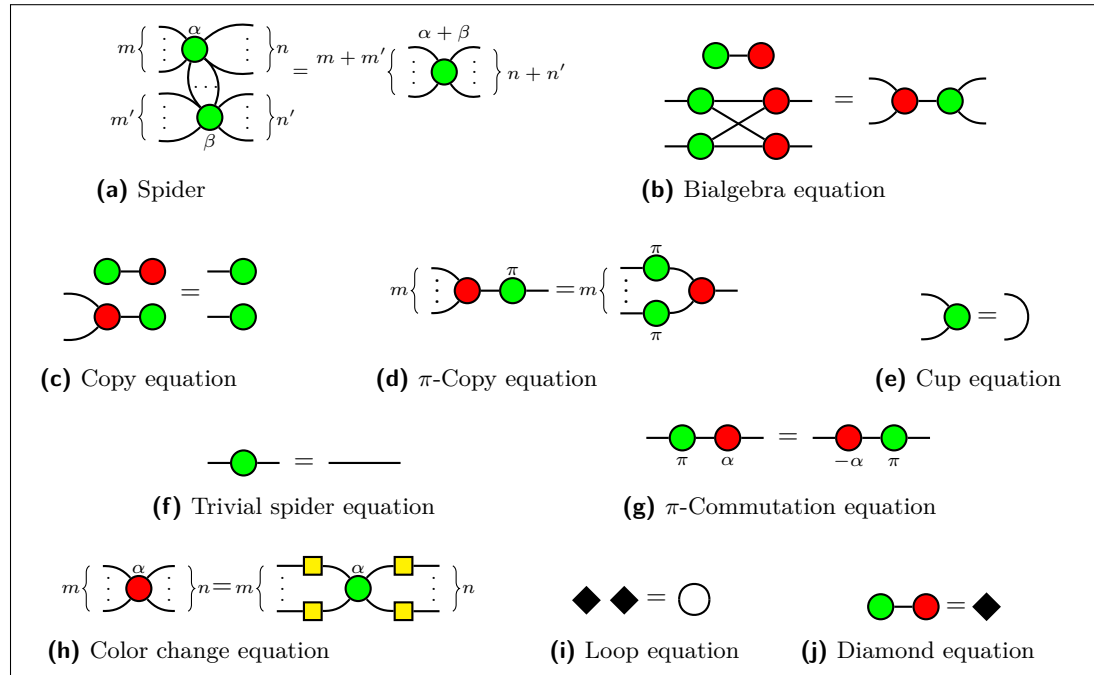 α
m { } n = m + m′ { α + β } n + n′
...
m′ { } n′
β
=
(a) Spider
(b) Bialgebra equation
=
m { π = m { π
π
=
(c) Copy equation
(d) π-Copy equation
(e) Cup equation
= =
π α −α π
(f) Trivial spider equation
(g) π-Commutation equation
m { α } n = m { α } n
= =
(h) Color change equation
(i) Loop equation
(j) Diamond equation